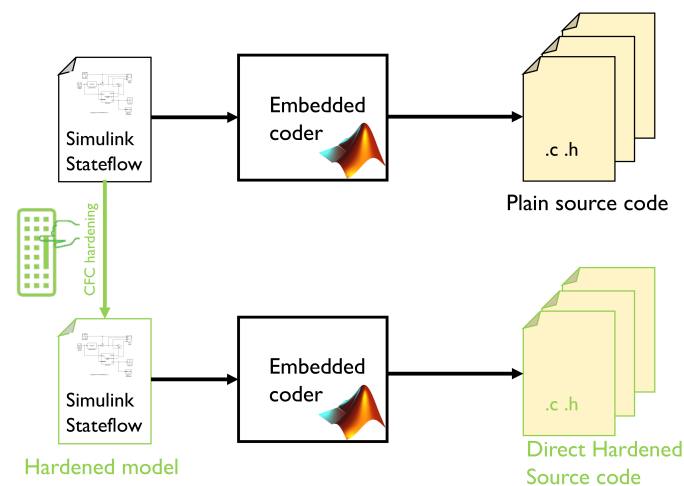 Simulink
Stateflow
Embedded
coder
.c .h
Plain source code
CFC hardening
Simulink
Stateflow
Hardened model
Embedded
coder
.c .h
Direct Hardened
Source code